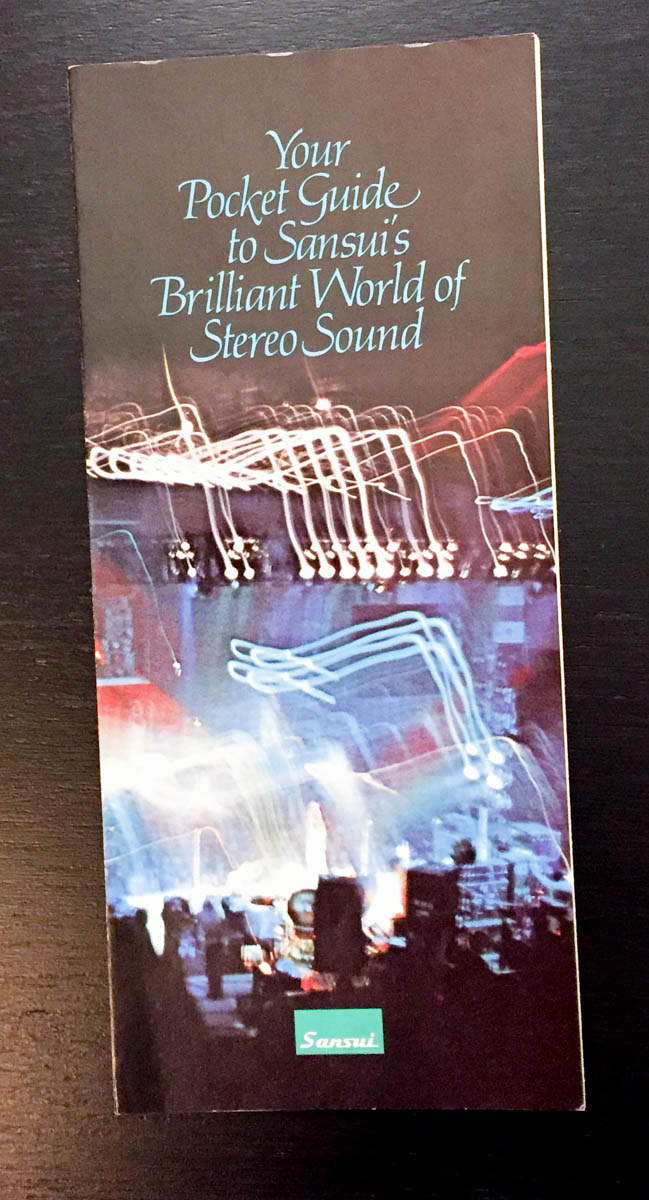 Your
Pocket Guide
to Sansui's
Brilliant World of
Stereo Sound
Sansui